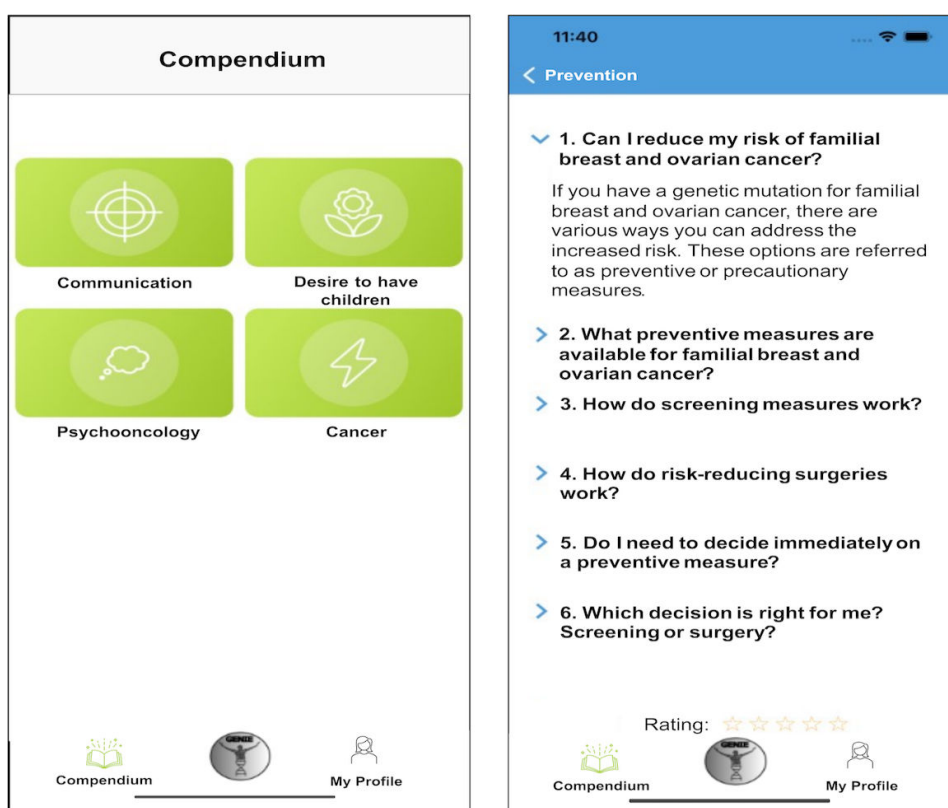 Compendium
Communication
Desire to have
children
Psychooncology
Cancer
GENIE
Compendium
My Profile
11:40
Prevention
1. Can I reduce my risk of familial
breast and ovarian cancer?
If you have a genetic mutation for familial
breast and ovarian cancer, there are
various ways you can address the
increased risk. These options are referred
to as preventive or precautionary
measures.
2. What preventive measures are
available for familial breast and
ovarian cancer?
3. How do screening measures work?
4. How do risk-reducing surgeries
work?
5. Do I need to decide immediately on
a preventive measure?
6. Which decision is right for me?
Screening or surgery?
Rating:
GENIE
Compendium
My Profile